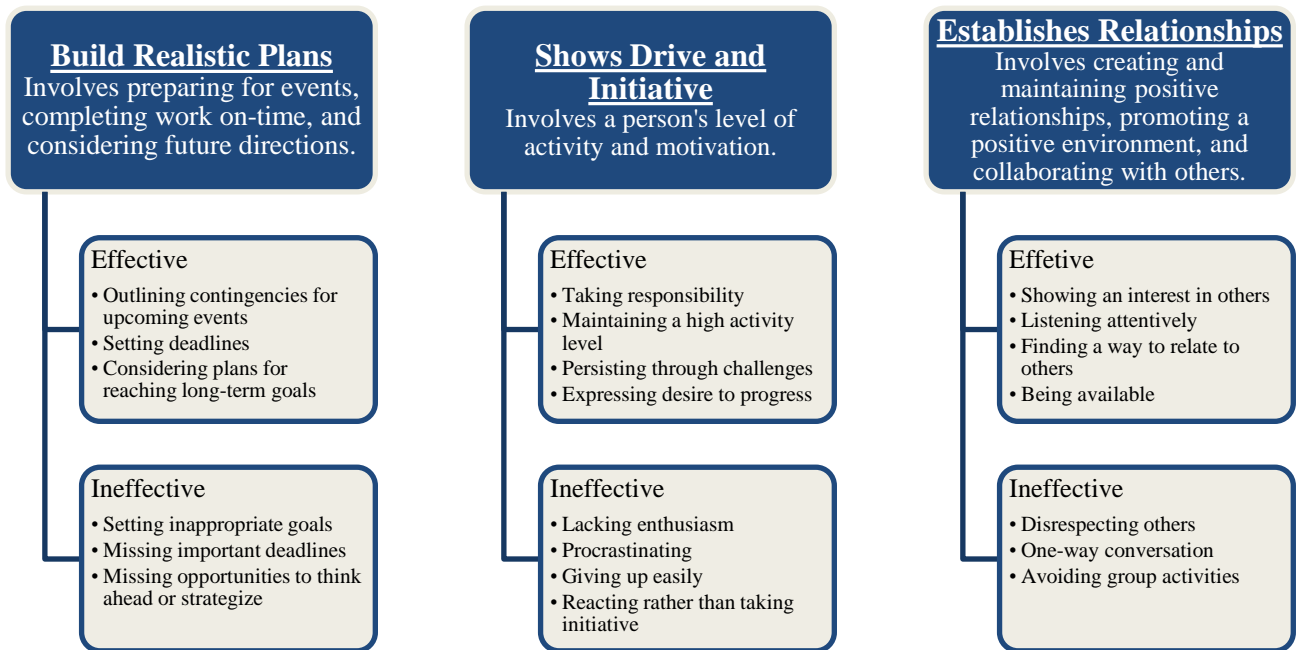 Build Realistic Plans
Involves preparing for events,
completing work on-time, and
considering future directions.
Effective
• Outlining contingencies for
upcoming events
• Setting deadlines
• Considering plans for
reaching long-term goals
Ineffective
• Setting inappropriate goals
• Missing important deadlines
• Missing opportunities to think
ahead or strategize
Shows Drive and
Initiative
Involves a person's level of
activity and motivation.
Effective
• Taking responsibility
• Maintaining a high activity
level
• Persisting through challenges
• Expressing desire to progress
Ineffective
• Lacking enthusiasm
• Procrastinating
• Giving up easily
• Reacting rather than taking
initiative
Establishes Relationships
Involves creating and
maintaining positive
relationships, promoting a
positive environment, and
collaborating with others.
Effetive
• Showing an interest in others
• Listening attentively
• Finding a way to relate to
others
• Being available
Ineffective
• Disrespecting others
• One-way conversation
• Avoiding group activities